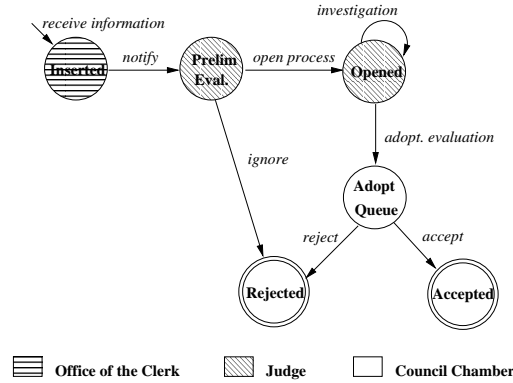 investigation
receive information
notify
open process
Inserted
Prelim
Eval.
Opened
adopt. evaluation
ignore
Adopt
Queue
reject
accept
Rejected
Accepted
Office of the Clerk
Judge
Council Chamber